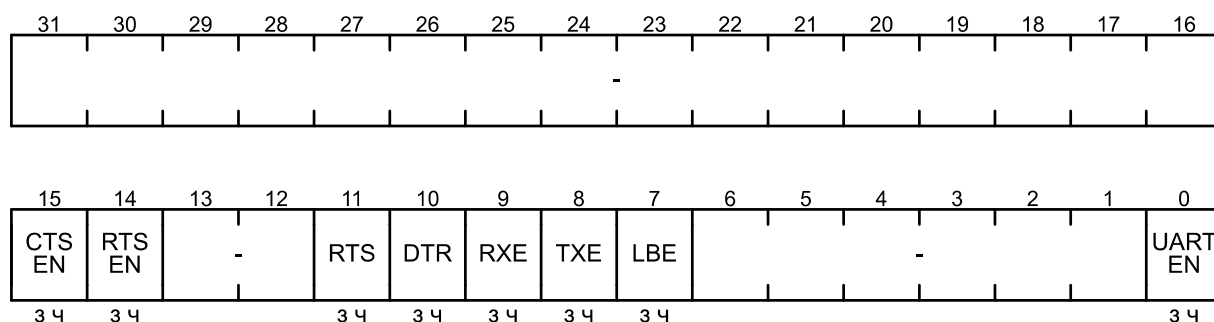 31 30 29 28 27 26 25 24 23 22 21 20 19 18 17 16
-
15 14 13 12 11 10 9 8 7 6 5 4 3 2 1 0
CTS EN RTS EN - RTS DTR RXE TXE LBE - UART EN
з ч з ч з ч з ч з ч з ч з ч з ч